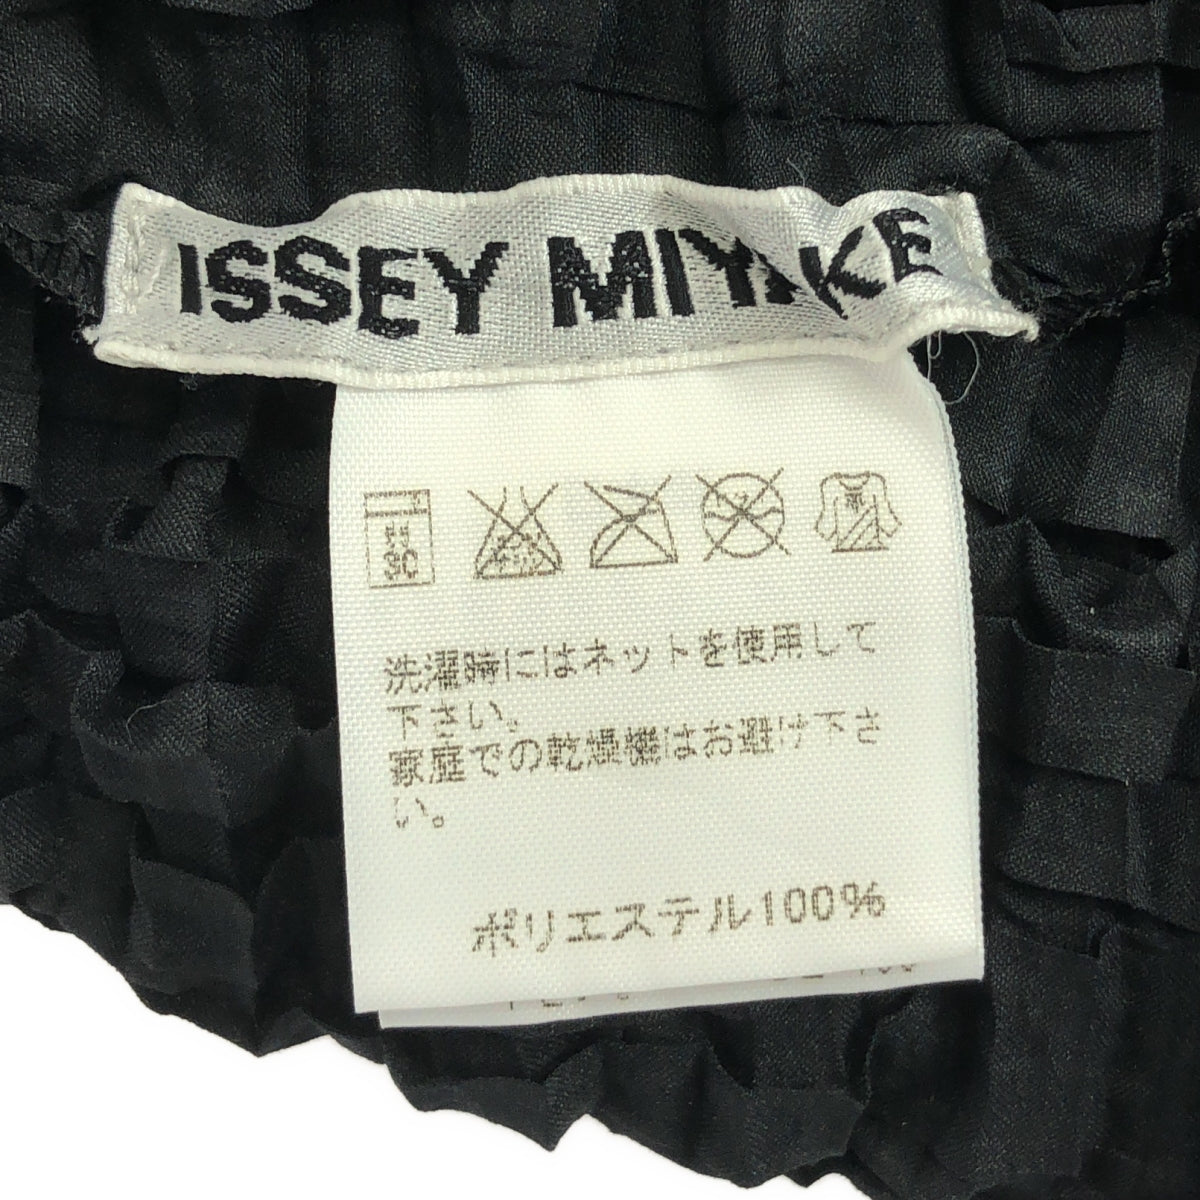 ISSEY MIYAKE
弱
30
洗濯時にはネットを使用して
下さい。
家庭での乾燥機はお避け下さ
い。
ポリエステル100%